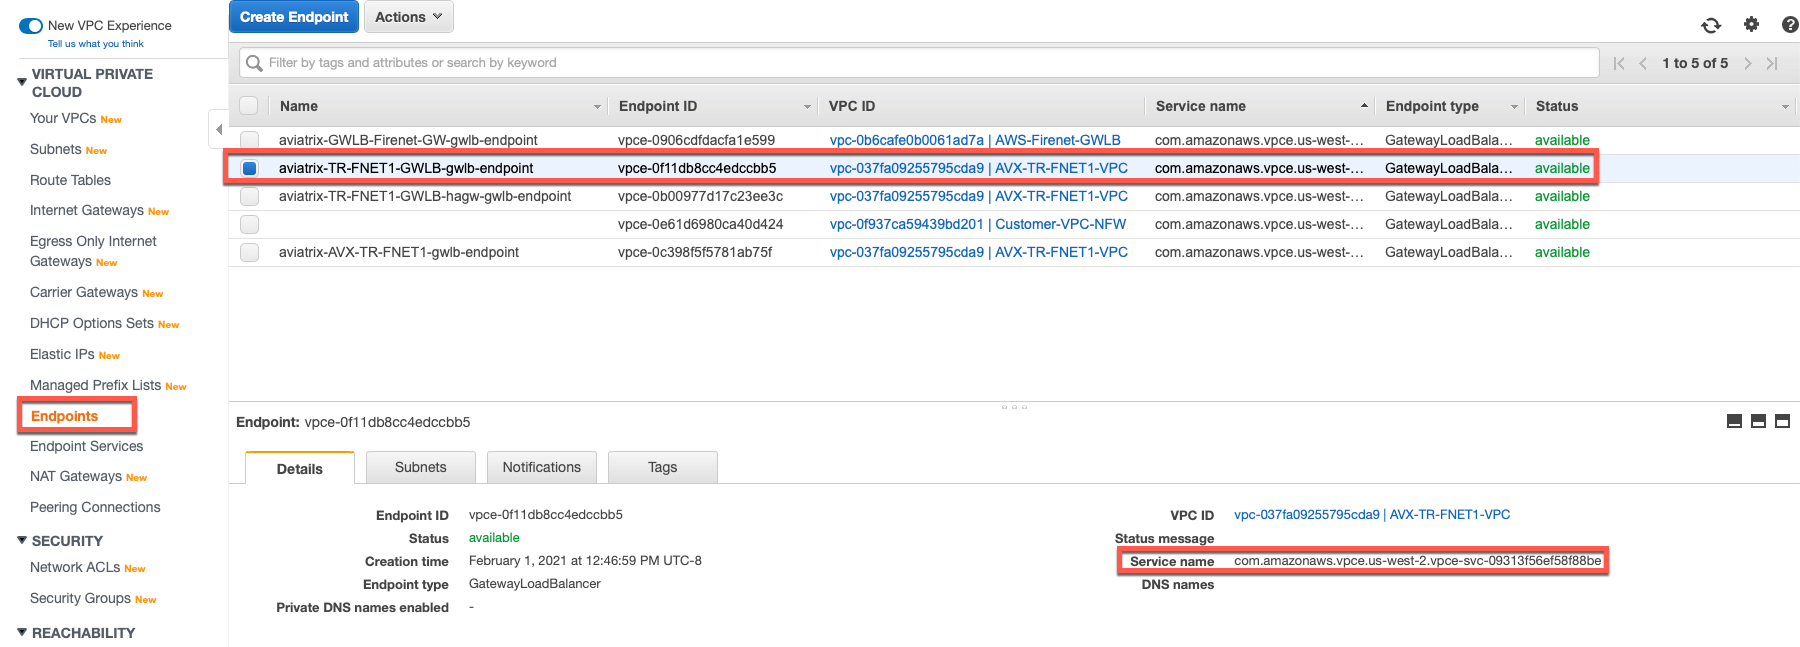 New VPC Experience
Tell us what you think
VIRTUAL PRIVATE
CLOUD
Your VPCs New
Subnets New
Route Tables
Internet Gateways New
Egress Only Internet
Gateways New
Carrier Gateways New
DHCP Options Sets New
Elastic IPs New
Managed Prefix Lists New
Endpoints
Endpoint Services
NAT Gateways New
Peering Connections
SECURITY
Network ACLs New
Security Groups New
REACHABILITY
Create Endpoint Actions
Filter by tags and attributes or search by keyword 1 to 5 of 5
Name Endpoint ID VPC ID Service name Endpoint type Status
aviatrix-GWLB-Firenet-GW-gwlb-endpoint vpce-0906cdfdacfa1e599 vpc-0b6cafe0b0061ad7a | AWS-Firenet-GWLB com.amazonaws.vpce.us-west-... GatewayLoadBala... available
aviatrix-TR-FNET1-GWLB-gwlb-endpoint vpce-0f11db8cc4edccbb5 vpc-037fa09255795cda9 | AVX-TR-FNET1-VPC com.amazonaws.vpce.us-west-... GatewayLoadBala... available
aviatrix-TR-FNET1-GWLB-hagw-gwlb-endpoint vpce-0b00977d17c23ee3c vpc-037fa09255795cda9 | AVX-TR-FNET1-VPC com.amazonaws.vpce.us-west-... GatewayLoadBala... available
vpce-0e61d6980ca40d424 vpc-0f937ca59439bd201 | Customer-VPC-NFW com.amazonaws.vpce.us-west-... GatewayLoadBala... available
aviatrix-AVX-TR-FNET1-gwlb-endpoint vpce-0c398f5f5781ab75f vpc-037fa09255795cda9 | AVX-TR-FNET1-VPC com.amazonaws.vpce.us-west-... GatewayLoadBala... available
Endpoint: vpce-0f11db8cc4edccbb5
Details Subnets Notifications Tags
Endpoint ID vpce-0f11db8cc4edccbb5 VPC ID vpc-037fa09255795cda9 | AVX-TR-FNET1-VPC
Status available Status message
Creation time February 1, 2021 at 12:46:59 PM UTC-8 Service name com.amazonaws.vpce.us-west-2.vpce-svc-09313f56ef58f88be
Endpoint type GatewayLoadBalancer DNS names
Private DNS names enabled -